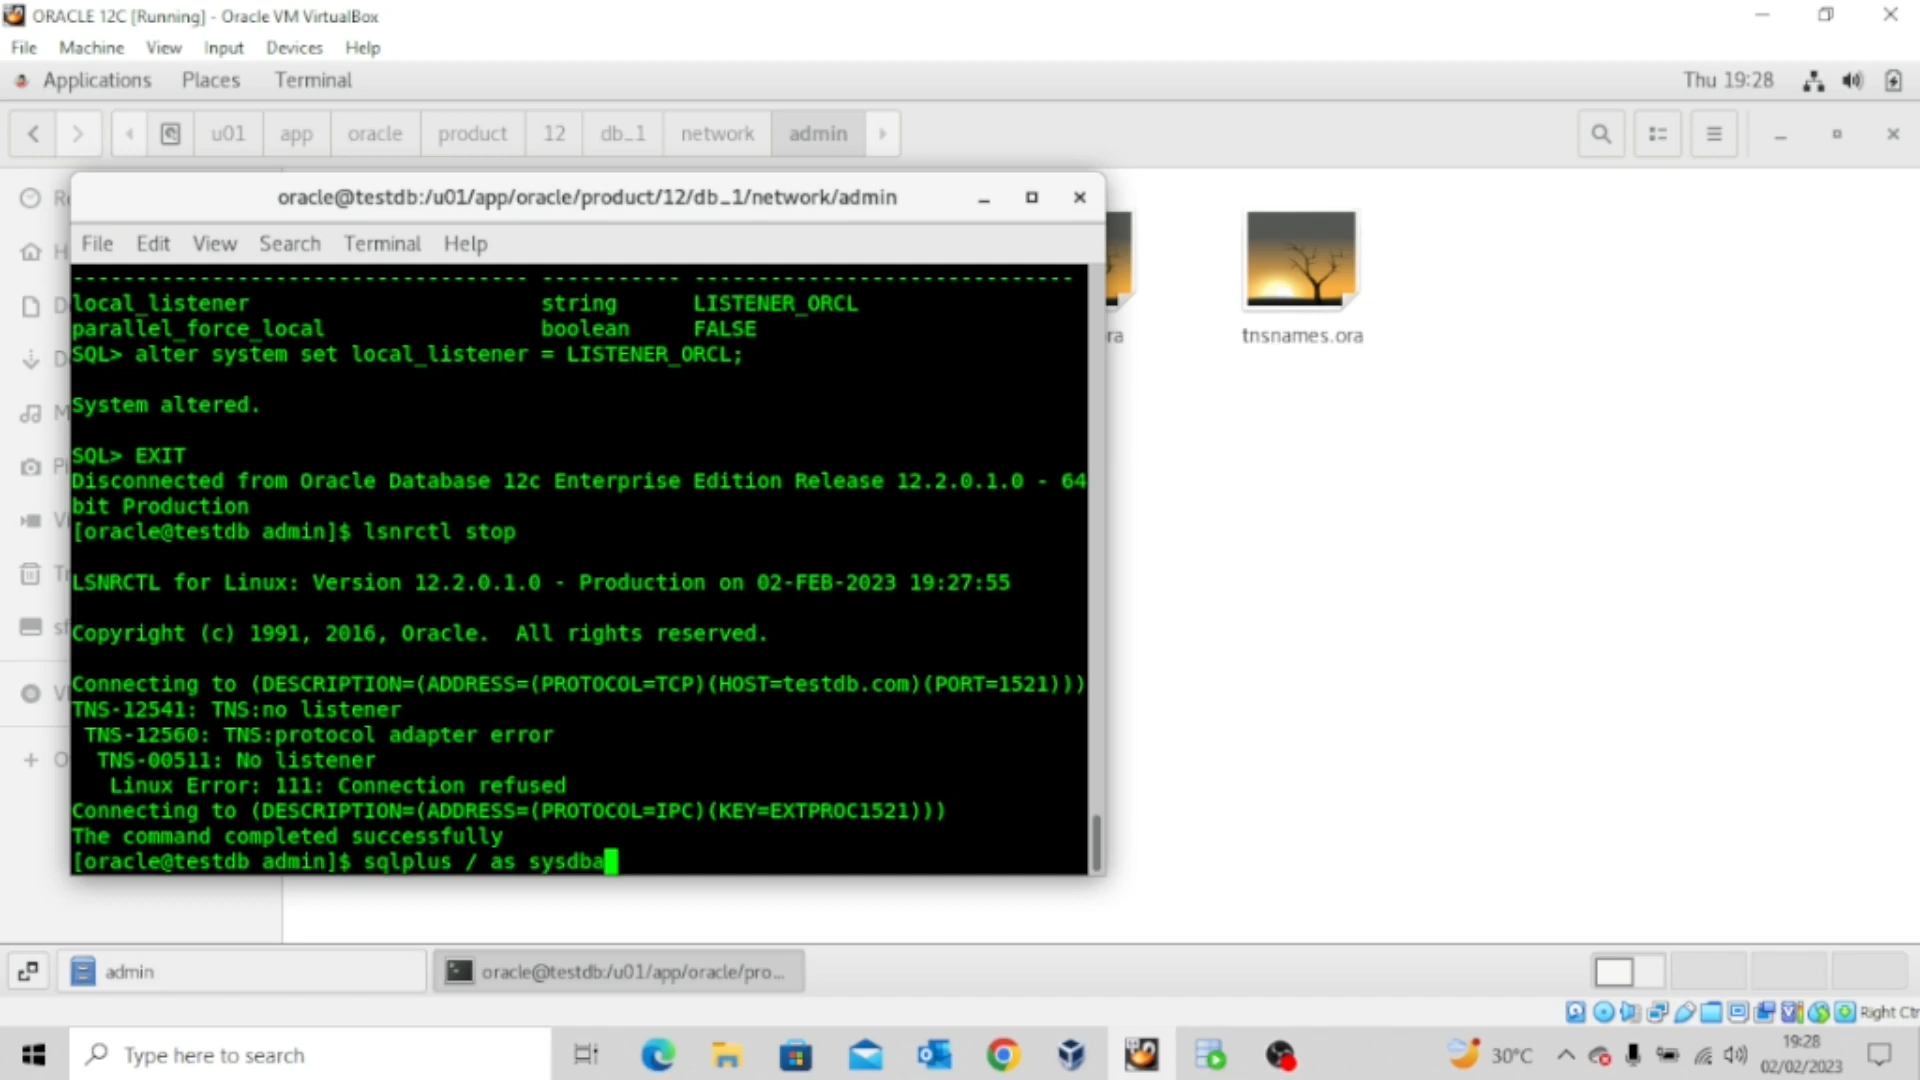 ORACLE 12C [Running] - Oracle VM VirtualBox
File Machine View Input Devices Help
Applications Places Terminal Thu 19:28
u01 app oracle product 12 db_1 network admin
oracle@testdb:/u01/app/oracle/product/12/db_1/network/admin
File Edit View Search Terminal Help
------------------------------------ ----------- ------------------------------
local_listener string LISTENER_ORCL
parallel_force_local boolean FALSE
SQL> alter system set local_listener = LISTENER_ORCL;
System altered.
SQL> EXIT
Disconnected from Oracle Database 12c Enterprise Edition Release 12.2.0.1.0 - 64
bit Production
[oracle@testdb admin]$ lsnrctl stop
LSNRCTL for Linux: Version 12.2.0.1.0 - Production on 02-FEB-2023 19:27:55
Copyright (c) 1991, 2016, Oracle. All rights reserved.
Connecting to (DESCRIPTION=(ADDRESS=(PROTOCOL=TCP)(HOST=testdb.com)(PORT=1521)))
TNS-12541: TNS:no listener
TNS-12560: TNS:protocol adapter error
TNS-00511: No listener
Linux Error: 111: Connection refused
Connecting to (DESCRIPTION=(ADDRESS=(PROTOCOL=IPC)(KEY=EXTPROC1521)))
The command completed successfully
[oracle@testdb admin]$ sqlplus / as sysdba
ra
tnsnames.ora
admin
oracle@testdb:/u01/app/oracle/pro...
Right Ctr
Type here to search
30°C
19:28
02/02/2023